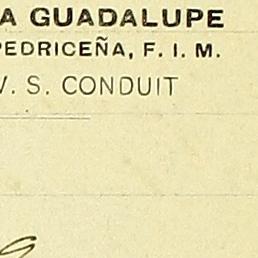 A GUADALUPE
PEDRICEÑA, F. I. M.
V. S. CONDUIT